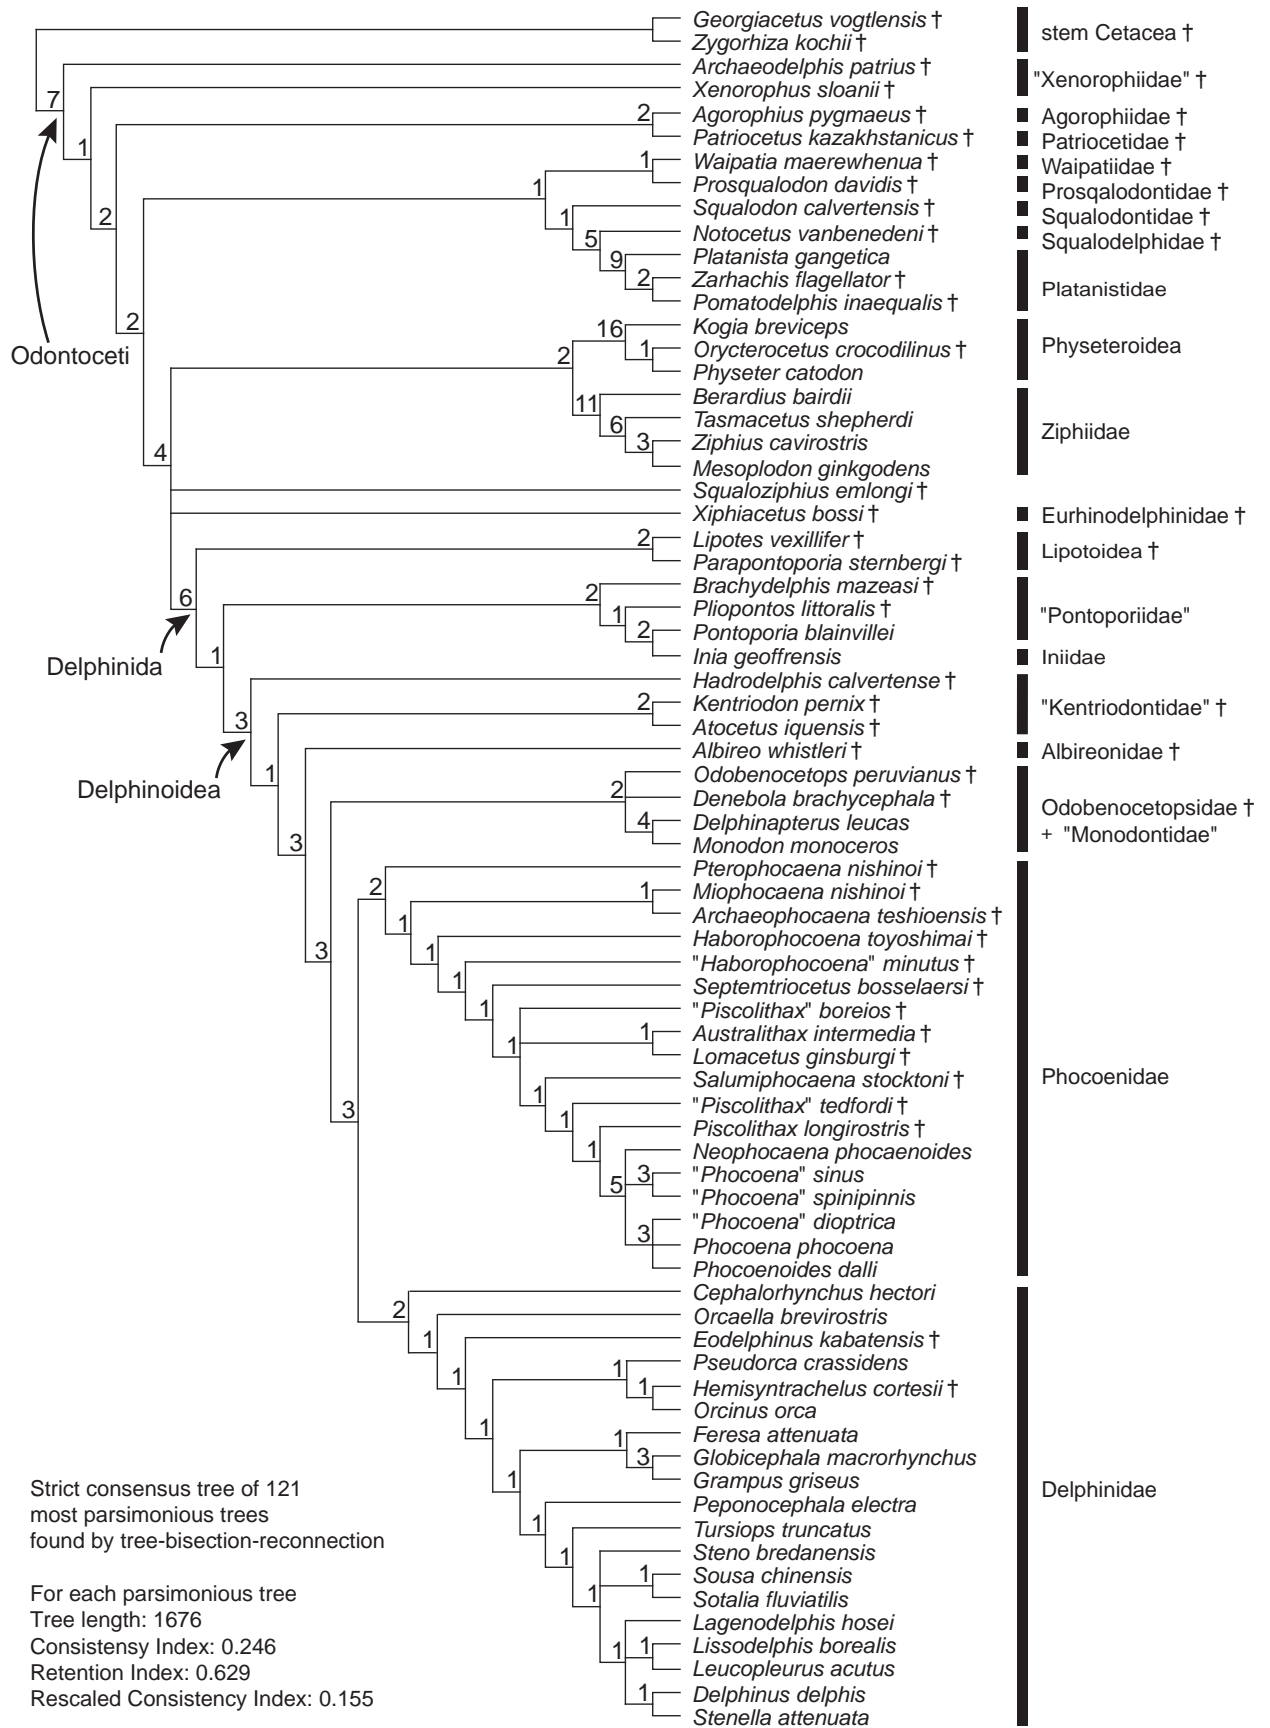 Georgiacetus vogtlensis †
Zygorhiza kochii †
stem Cetacea †
Archaeodelphis patrius †
Xenorophus sloanii †
"Xenorophiidae" †
7
1
2 Agorophius pygmaeus †
Patriocetus kazakhstanicus †
Agorophiidae †
Patriocetidae †
2
1 Waipatia maerewhenua †
Prosqualodon davidis †
Waipatiidae †
Prosqalodontidae †
1
1
Squalodon calvertensis †
Squalodontidae †
5
Notocetus vanbenedeni †
Squalodelphidae †
9
Platanista gangetica
2 Zarhachis flagellator †
Pomatodelphis inaequalis †
Platanistidae
2
Odontoceti
2
16
Kogia breviceps
1 Orycterocetus crocodilinus †
Physeter catodon
Physeteroidea
11
Berardius bairdii
6
Tasmacetus shepherdi
3 Ziphius cavirostris
Mesoplodon ginkgodens
Ziphiidae
4
Squaloziphius emlongi †
Xiphiacetus bossi †
Eurhinodelphinidae †
2 Lipotes vexillifer †
Parapontoporia sternbergi †
Lipotoidea †
6
Delphinida
2
Brachydelphis mazeasi †
1
Pliopontos littoralis †
2 Pontoporia blainvillei
"Pontoporiidae"
Inia geoffrensis
Iniidae
1
Hadrodelphis calvertense †
2 Kentriodon pernix †
Atocetus iquensis †
"Kentriodontidae" †
3
Delphinoidea
1
Albireo whistleri †
Albireonidae †
2
Odobenocetops peruvianus †
Denebola brachycephala †
4 Delphinapterus leucas
Monodon monoceros
Odobenocetopsidae †
+ "Monodontidae"
3
3
2
Pterophocaena nishinoi †
1 Miophocaena nishinoi †
Archaeophocaena teshioensis †
1
Haborophocoena toyoshimai †
1
"Haborophocoena" minutus †
1
Septemtriocetus bosselaersi †
1
"Piscolithax" boreios †
1 Australithax intermedia †
Lomacetus ginsburgi †
1
Salumiphocaena stocktoni †
1
"Piscolithax" tedfordi †
1
Piscolithax longirostris †
1
Neophocaena phocaenoides
5
3 "Phocoena" sinus
"Phocoena" spinipinnis
3
"Phocoena" dioptrica
Phocoena phocoena
Phocoenoides dalli
Phocoenidae
3
2
Cephalorhynchus hectori
1
Orcaella brevirostris
1
Eodelphinus kabatensis †
1
Pseudorca crassidens
1 Hemisyntrachelus cortesii †
Orcinus orca
1
1
Feresa attenuata
3 Globicephala macrorhynchus
Grampus griseus
1
Peponocephala electra
1
Tursiops truncatus
1
Steno bredanensis
1 Sousa chinensis
Sotalia fluviatilis
1
Lagenodelphis hosei
1
1 Lissodelphis borealis
Leucopleurus acutus
1 Delphinus delphis
Stenella attenuata
Delphinidae
Strict consensus tree of 121
most parsimonious trees
found by tree-bisection-reconnection
For each parsimonious tree
Tree length: 1676
Consistensy Index: 0.246
Retention Index: 0.629
Rescaled Consistency Index: 0.155